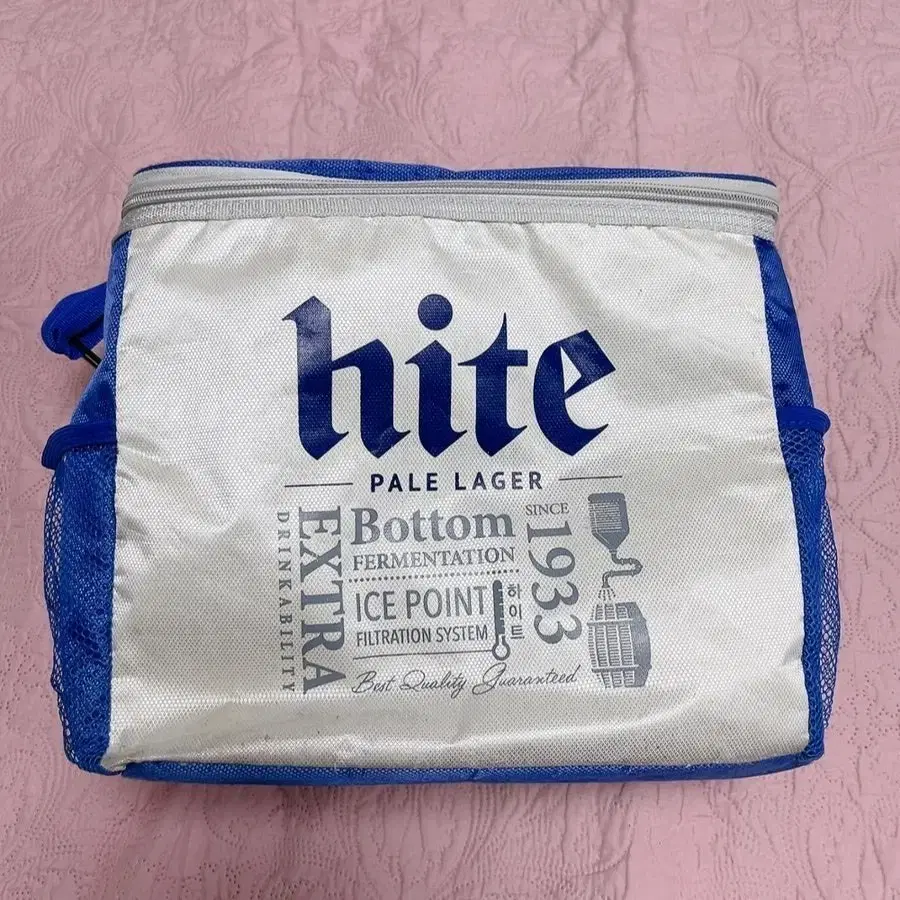 hite
PALE LAGER
EXTRA
DRINKABILITY
Bottom
FERMENTATION
ICE POINT
FILTRATION SYSTEM
하이트
SINCE
1933
Best Quality Guaranteed